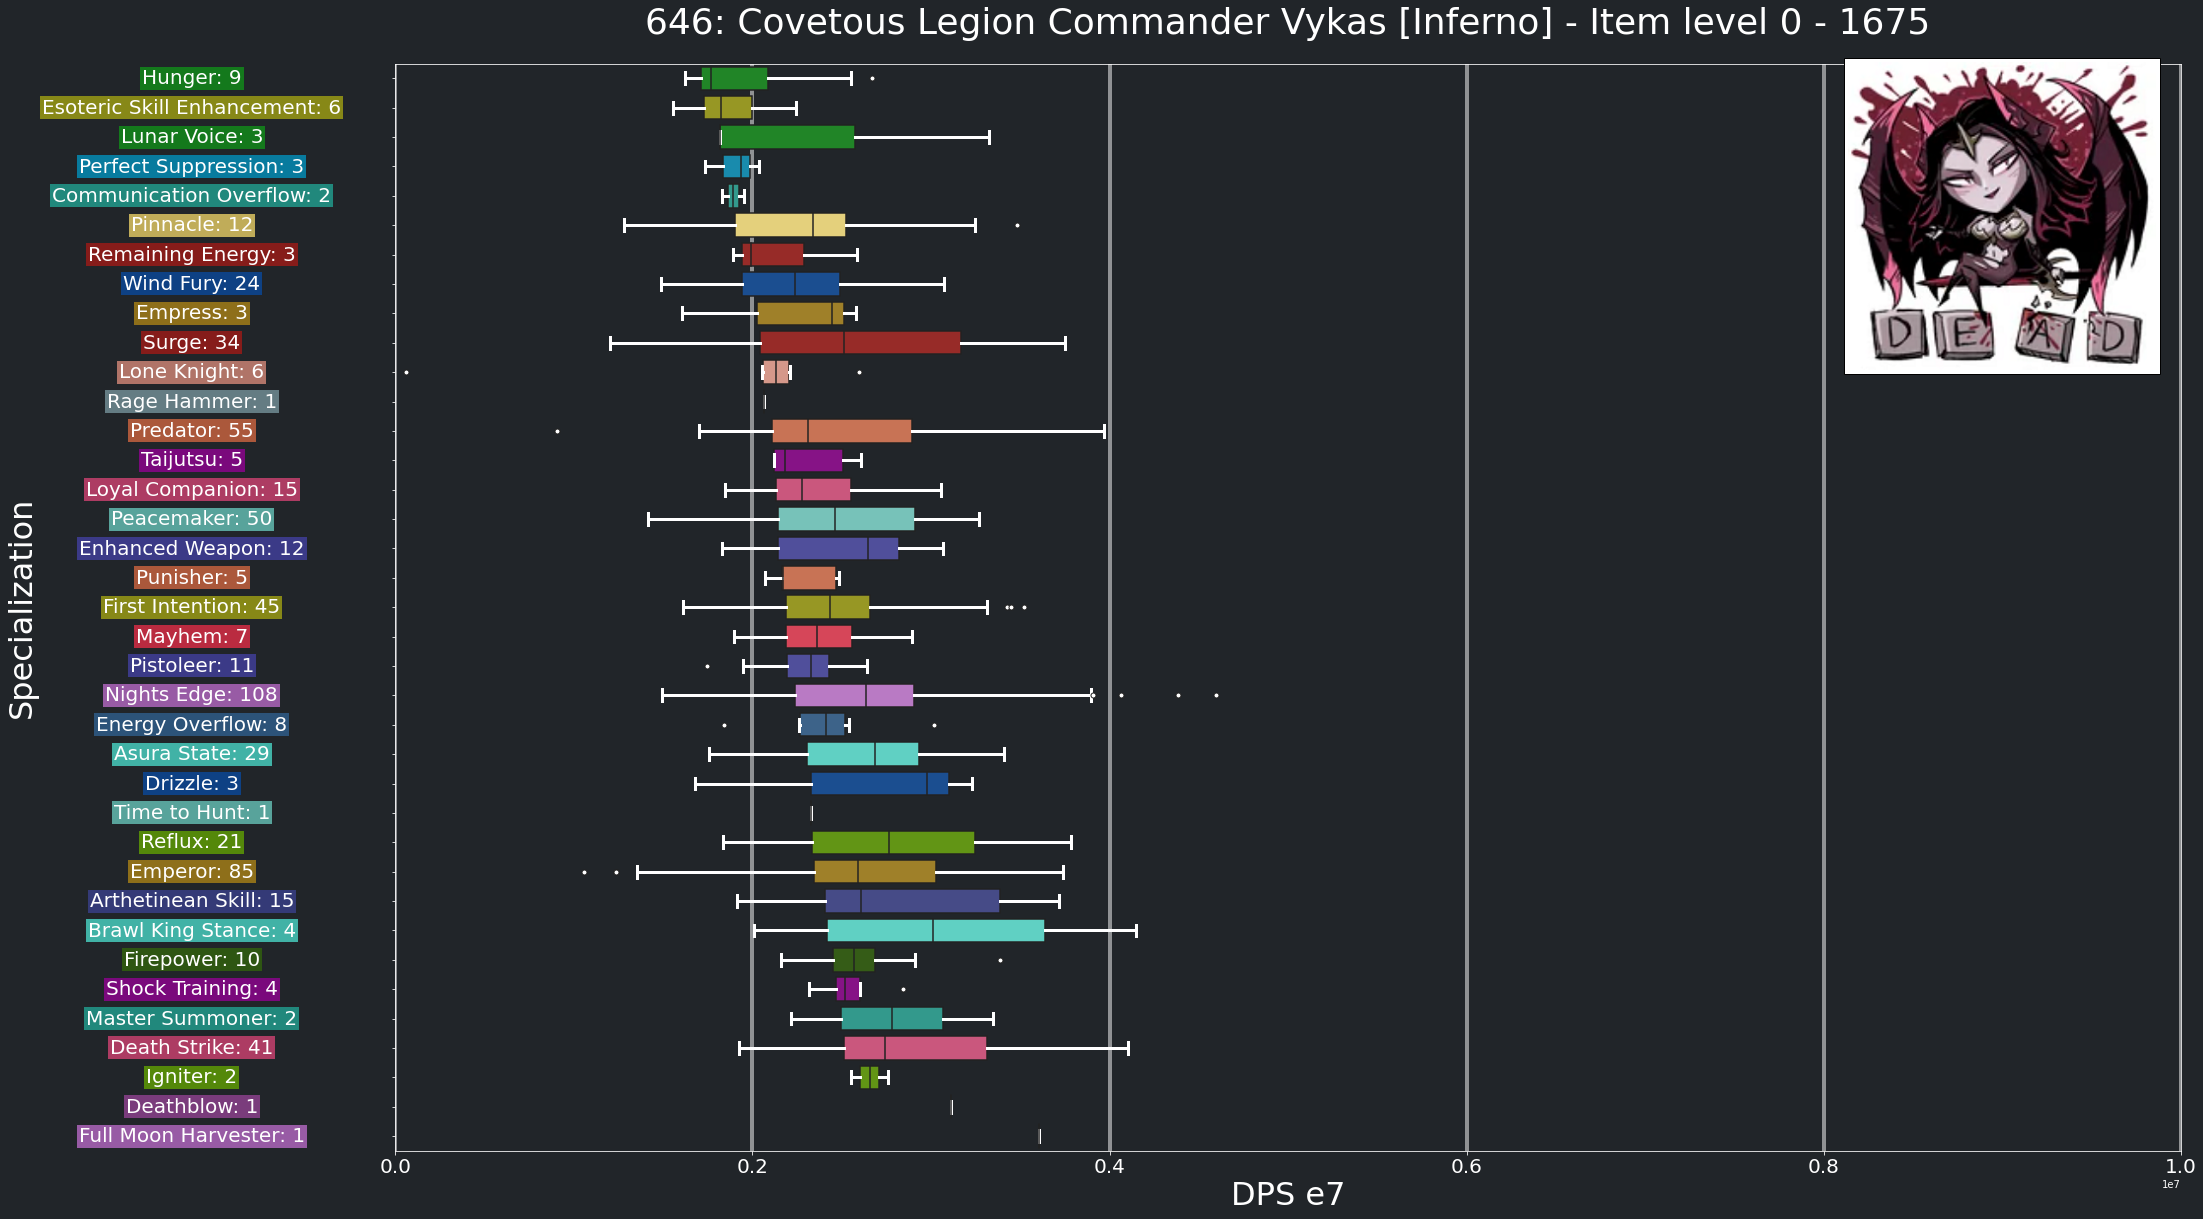 646: Covetous Legion Commander Vykas [Inferno] - Item level 0 - 1675
Hunger: 9
Esoteric Skill Enhancement: 6
Lunar Voice: 3
Perfect Suppression: 3
Communication Overflow: 2
Pinnacle: 12
Remaining Energy: 3
Wind Fury: 24
Empress: 3
Surge: 34
Lone Knight: 6
Rage Hammer: 1
Predator: 55
Taijutsu: 5
Loyal Companion: 15
Peacemaker: 50
Enhanced Weapon: 12
Punisher: 5
First Intention: 45
Mayhem: 7
Pistoleer: 11
Nights Edge: 108
Energy Overflow: 8
Asura State: 29
Drizzle: 3
Time to Hunt: 1
Reflux: 21
Emperor: 85
Arthetinean Skill: 15
Brawl King Stance: 4
Firepower: 10
Shock Training: 4
Master Summoner: 2
Death Strike: 41
Igniter: 2
Deathblow: 1
Full Moon Harvester: 1
Specialization
0.0 0.2 0.4 0.6 0.8 1.0
1e7
DPS e7
D E A D